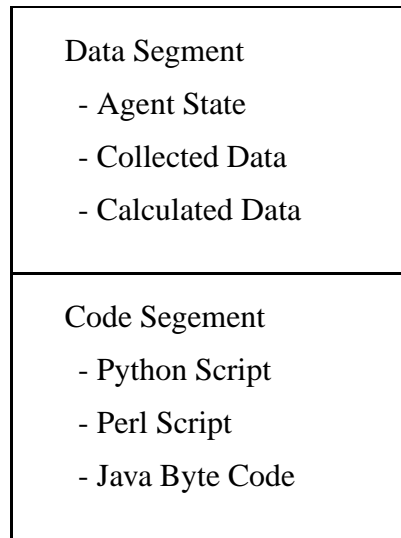 Data Segment
- Agent State
- Collected Data
- Calculated Data
Code Segement
- Python Script
- Perl Script
- Java Byte Code